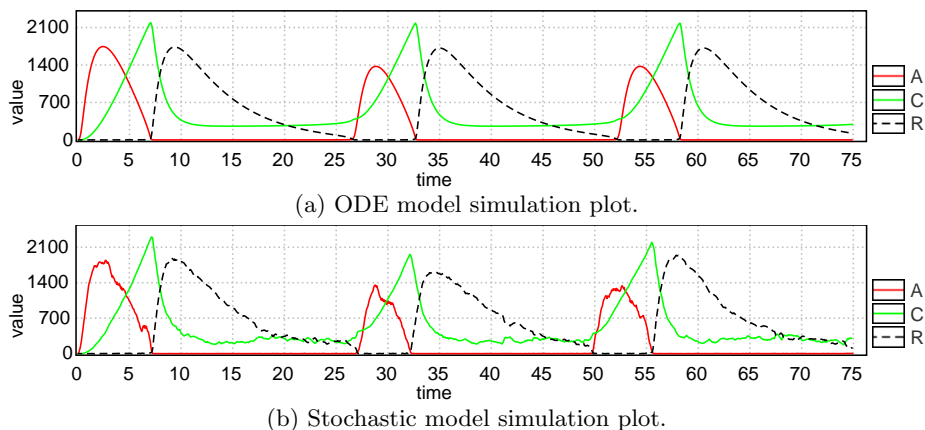 2100
1400
700
0
value
0 5 10 15 20 25 30 35 40 45 50 55 60 65 70 75
time
A
C
R
(a) ODE model simulation plot.
2100
1400
700
0
value
0 5 10 15 20 25 30 35 40 45 50 55 60 65 70 75
time
A
C
R
(b) Stochastic model simulation plot.